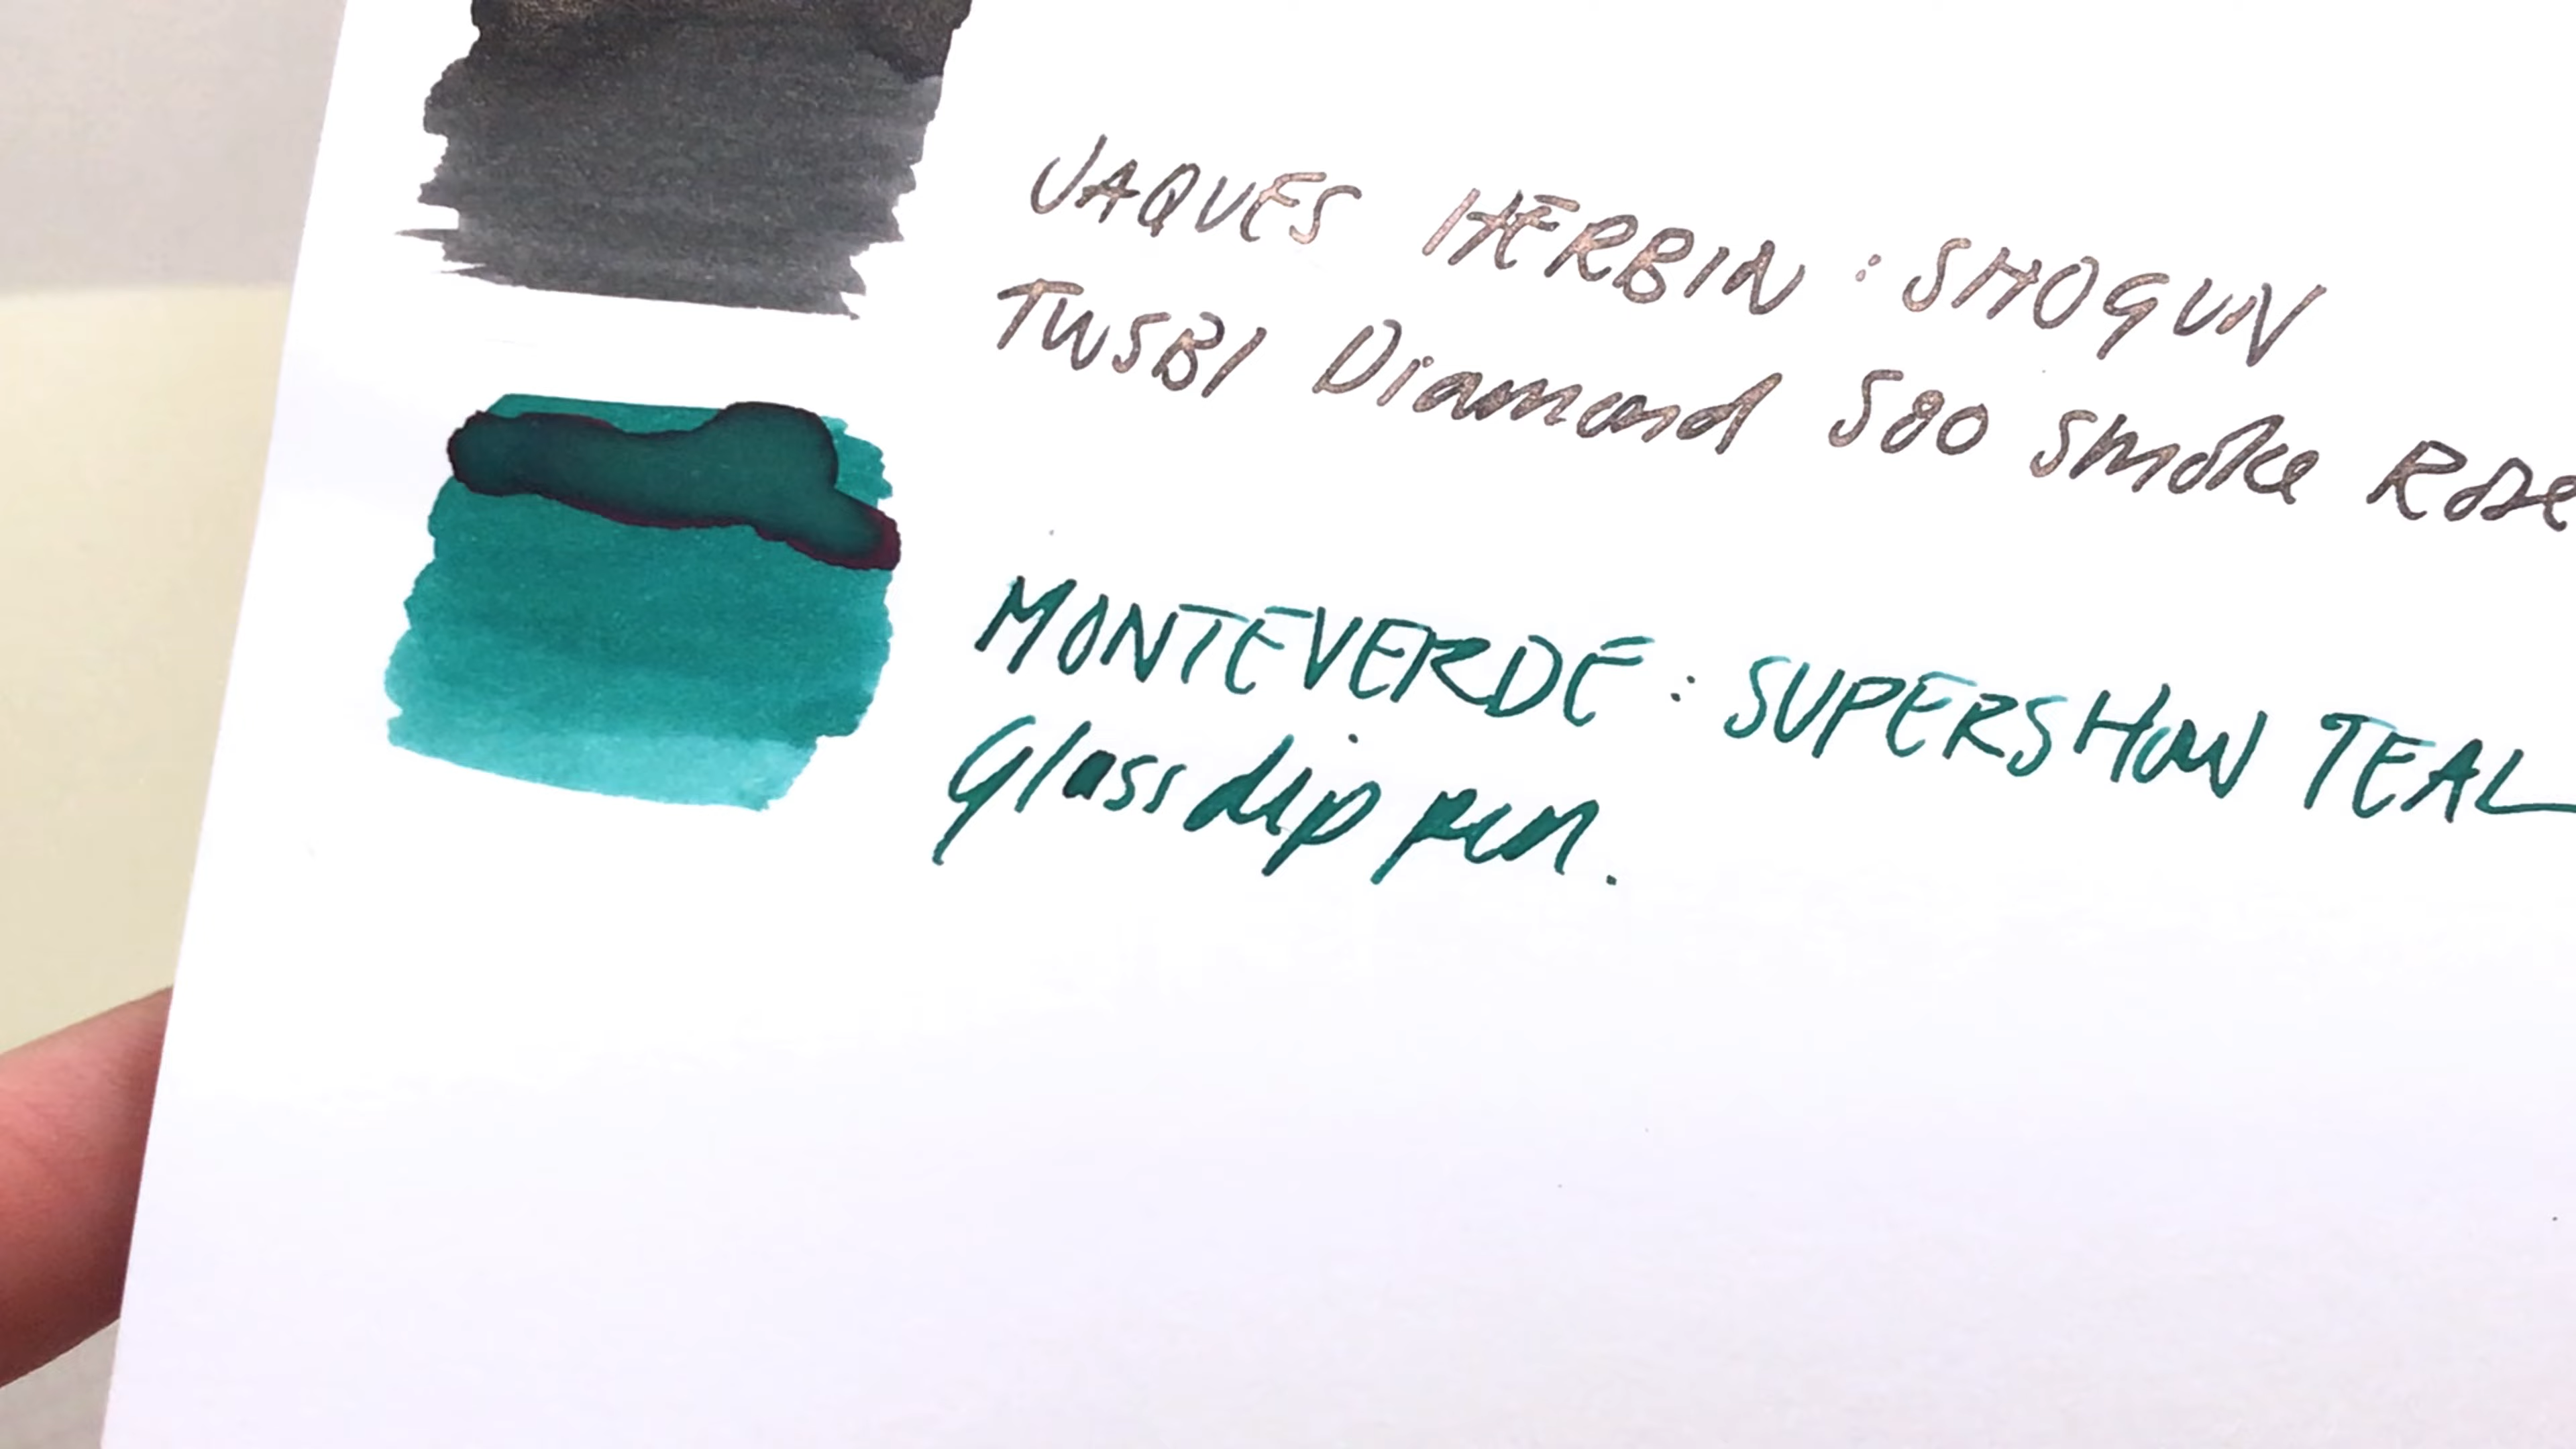 JAQUES HERBIN : SHOGUN
TWSBI Diamond 580 Smoke Rose
MONTEVERDE : SUPERSHOW TEAL
Glass dip pen.